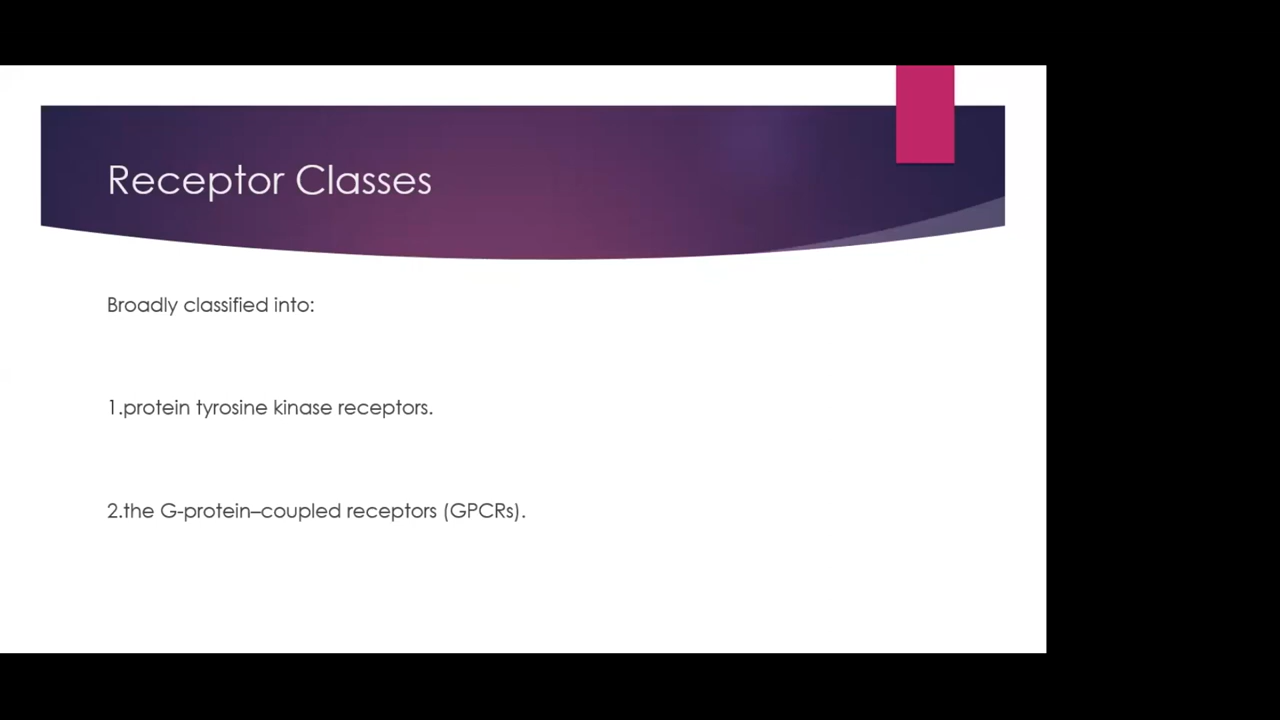 Receptor Classes
Broadly classified into:
1.protein tyrosine kinase receptors.
2.the G-protein–coupled receptors (GPCRs).